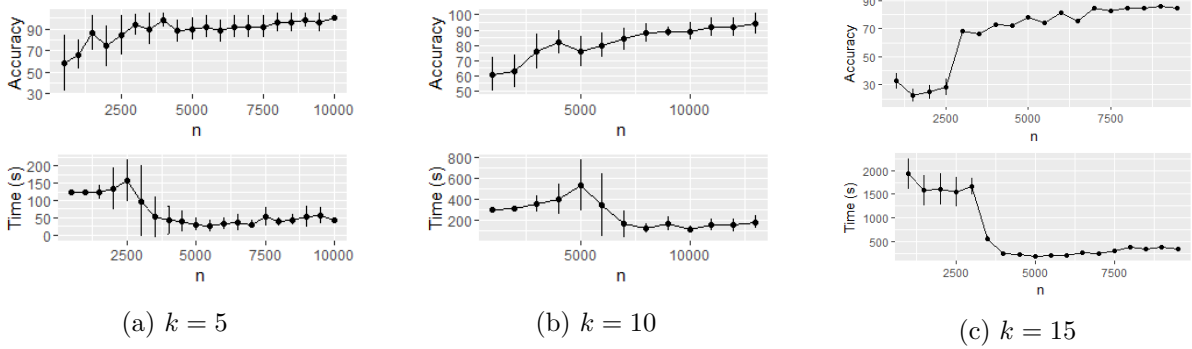 Accuracy
90
70
50
30
2500 5000 7500 10000
n
Time (s)
200
150
100
50
0
2500 5000 7500 10000
n
(a) k = 5
Accuracy
100
90
80
70
60
50
5000 10000
n
Time (s)
800
600
400
200
5000 10000
n
(b) k = 10
Accuracy
90
70
50
30
2500 5000 7500
n
Time (s)
2000
1500
1000
500
2500 5000 7500
n
(c) k = 15